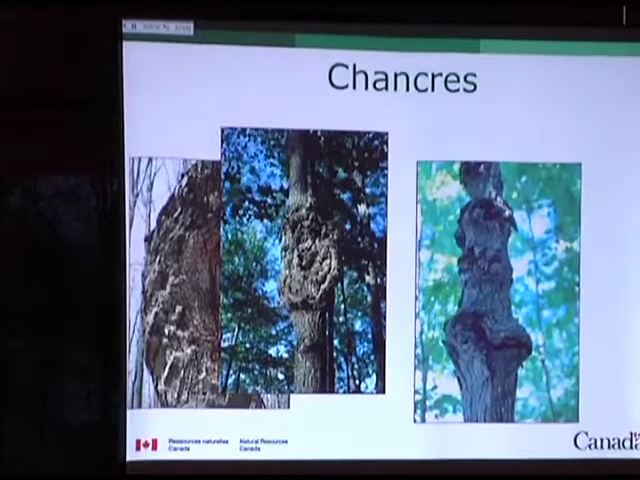 Chancres
Ressources naturelles
Canada
Natural Resources
Canada
Canada